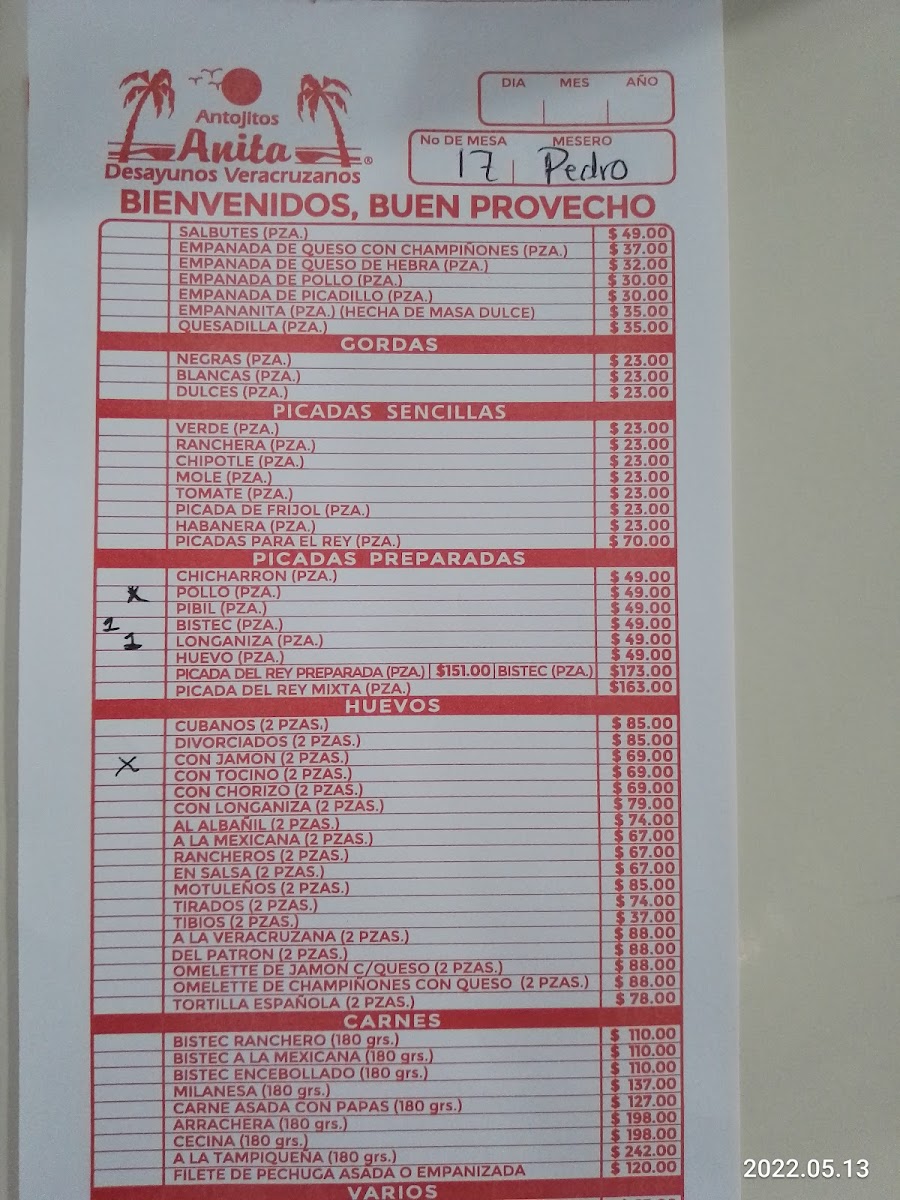 DIA MES AÑO
Antojitos
Anita ®
Desayunos Veracruzanos
No DE MESA MESERO
17 Pedro
BIENVENIDOS, BUEN PROVECHO
SALBUTES (PZA.) $ 49.00
EMPANADA DE QUESO CON CHAMPIÑONES (PZA.) $ 37.00
EMPANADA DE QUESO DE HEBRA (PZA.) $ 32.00
EMPANADA DE POLLO (PZA.) $ 30.00
EMPANADA DE PICADILLO (PZA.) $ 30.00
EMPANANITA (PZA.) (HECHA DE MASA DULCE) $ 35.00
QUESADILLA (PZA.) $ 35.00
GORDAS
NEGRAS (PZA.) $ 23.00
BLANCAS (PZA.) $ 23.00
DULCES (PZA.) $ 23.00
PICADAS SENCILLAS
VERDE (PZA.) $ 23.00
RANCHERA (PZA.) $ 23.00
CHIPOTLE (PZA.) $ 23.00
MOLE (PZA.) $ 23.00
TOMATE (PZA.) $ 23.00
PICADA DE FRIJOL (PZA.) $ 23.00
HABANERA (PZA.) $ 23.00
PICADAS PARA EL REY (PZA.) $ 70.00
PICADAS PREPARADAS
CHICHARRON (PZA.) $ 49.00
x POLLO (PZA.) $ 49.00
PIBIL (PZA.) $ 49.00
1 BISTEC (PZA.) $ 49.00
1 LONGANIZA (PZA.) $ 49.00
HUEVO (PZA.) $ 49.00
PICADA DEL REY PREPARADA (PZA.) $151.00 BISTEC (PZA.) $173.00
PICADA DEL REY MIXTA (PZA.) $163.00
HUEVOS
CUBANOS (2 PZAS.) $ 85.00
DIVORCIADOS (2 PZAS.) $ 85.00
x CON JAMON (2 PZAS.) $ 69.00
CON TOCINO (2 PZAS.) $ 69.00
CON CHORIZO (2 PZAS.) $ 69.00
CON LONGANIZA (2 PZAS.) $ 79.00
AL ALBAÑIL (2 PZAS.) $ 74.00
A LA MEXICANA (2 PZAS.) $ 67.00
RANCHEROS (2 PZAS.) $ 67.00
EN SALSA (2 PZAS.) $ 67.00
MOTULEÑOS (2 PZAS.) $ 85.00
TIRADOS (2 PZAS.) $ 74.00
TIBIOS (2 PZAS.) $ 37.00
A LA VERACRUZANA (2 PZAS.) $ 88.00
DEL PATRON (2 PZAS.) $ 88.00
OMELETTE DE JAMON C/QUESO (2 PZAS.) $ 88.00
OMELETTE DE CHAMPIÑONES CON QUESO (2 PZAS.) $ 88.00
TORTILLA ESPAÑOLA (2 PZAS.) $ 78.00
CARNES
BISTEC RANCHERO (180 grs.) $ 110.00
BISTEC A LA MEXICANA (180 grs.) $ 110.00
BISTEC ENCEBOLLADO (180 grs.) $ 110.00
MILANESA (180 grs.) $ 137.00
CARNE ASADA CON PAPAS (180 grs.) $ 127.00
ARRACHERA (180 grs.) $ 198.00
CECINA (180 grs.) $ 198.00
A LA TAMPIQUEÑA (180 grs.) $ 242.00
FILETE DE PECHUGA ASADA O EMPANIZADA $ 120.00
VARIOS
2022.05.13